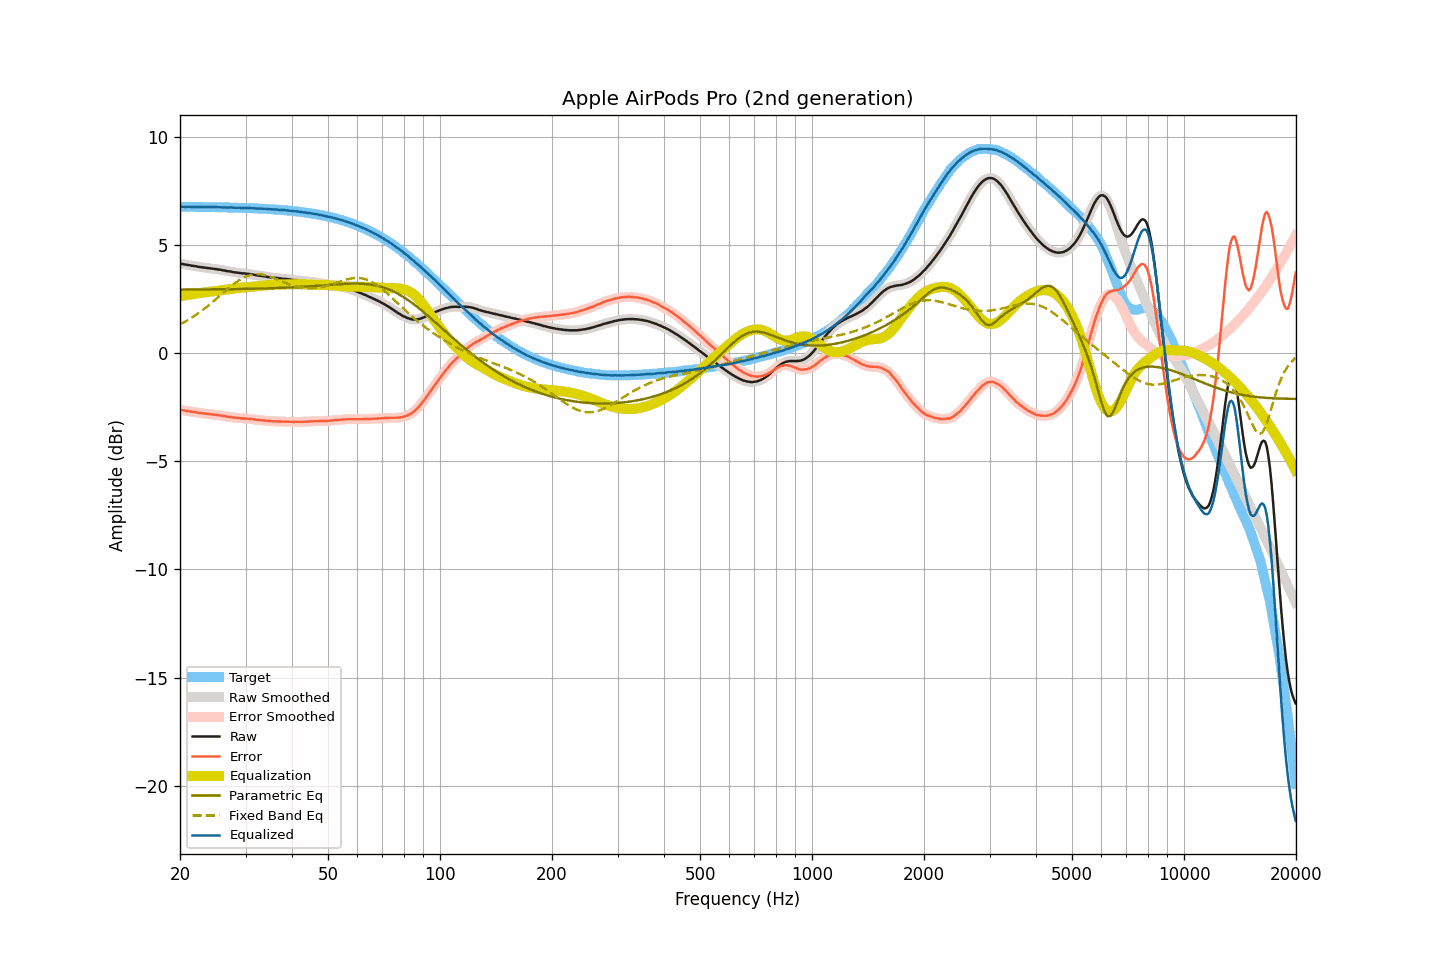 Apple AirPods Pro (2nd generation)
10
5
0
−5
−10
−15
−20
Amplitude (dBr)
Target
Raw Smoothed
Error Smoothed
Raw
Error
Equalization
Parametric Eq
Fixed Band Eq
Equalized
20 50 100 200 500 1000 2000 5000 10000 20000
Frequency (Hz)